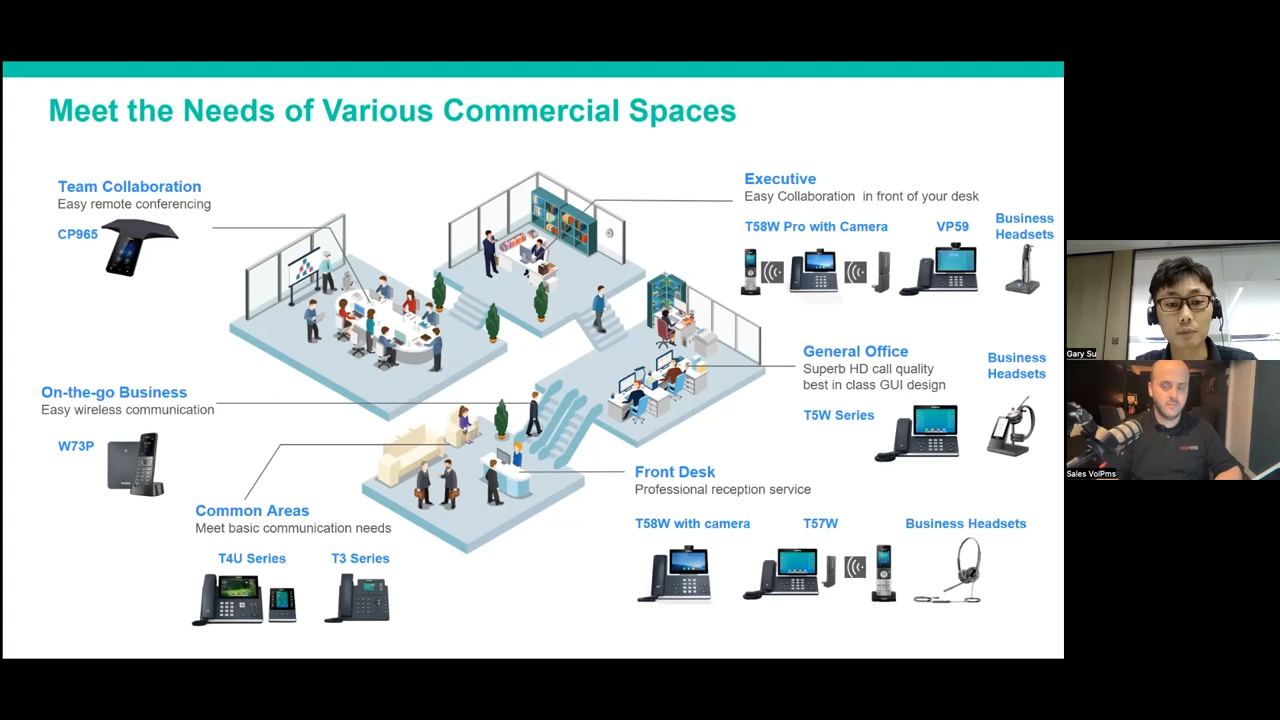 Meet the Needs of Various Commercial Spaces
Team Collaboration
Easy remote conferencing
CP965
Executive
Easy Collaboration in front of your desk
T58W Pro with Camera
VP59
Business
Headsets
On-the-go Business
Easy wireless communication
W73P
General Office
Superb HD call quality
best in class GUI design
T5W Series
Business
Headsets
Common Areas
Meet basic communication needs
T4U Series
T3 Series
Front Desk
Professional reception service
T58W with camera
T57W
Business Headsets
Gary Su
Sales VoIPms